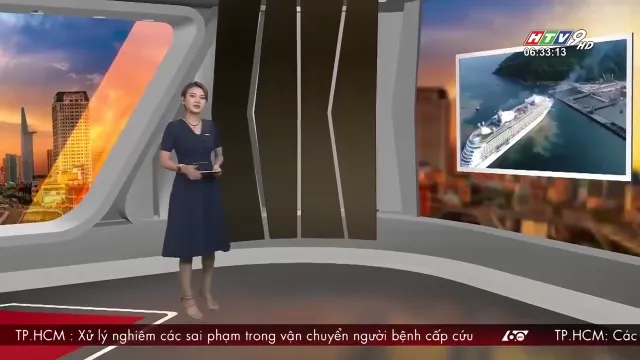 HTV9 HD
06:33:13
TP.HCM : Xử lý nghiêm các sai phạm trong vận chuyển người bệnh cấp cứu
TP.HCM: Các